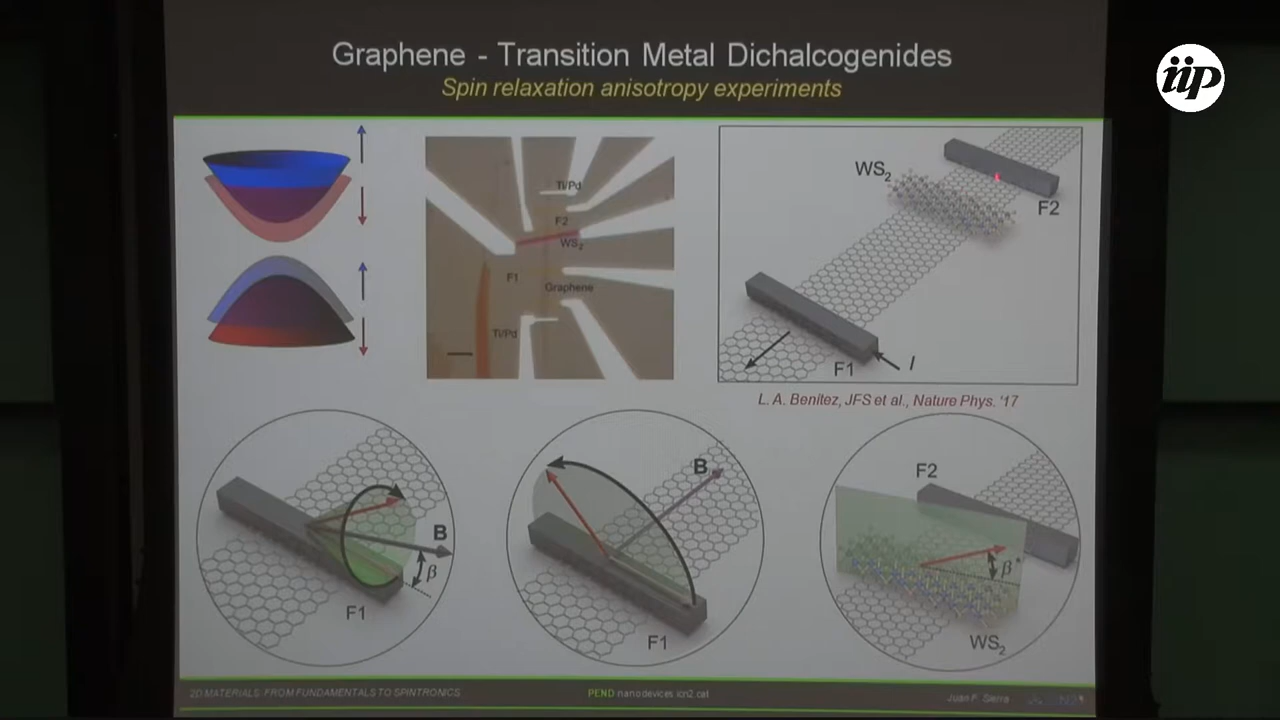 Graphene - Transition Metal Dichalcogenides
Spin relaxation anisotropy experiments
iip
Ti/Pd
F2
WS2
F1
Graphene
Ti/Pd
WS2
F2
F1
I
L. A. Benítez, JFS et al., Nature Phys. '17
B
β
F1
B
F1
F2
β*
WS2
2D MATERIALS: FROM FUNDAMENTALS TO SPINTRONICS
PEND nanodevices.icn2.cat
Juan F. Sierra